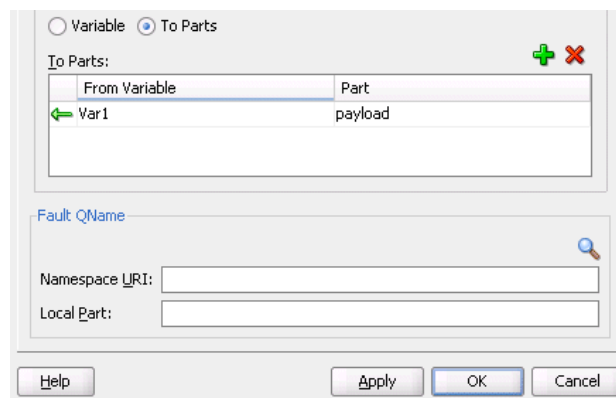 Variable To Parts
To Parts:
From Variable Part
Var1 payload
Fault QName
Namespace URI:
Local Part:
Help Apply OK Cancel